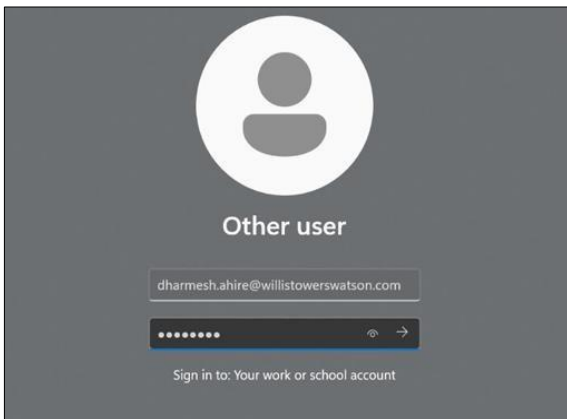 Other user
dharmesh.ahire@willistowerswatson.com
••••••••
Sign in to: Your work or school account